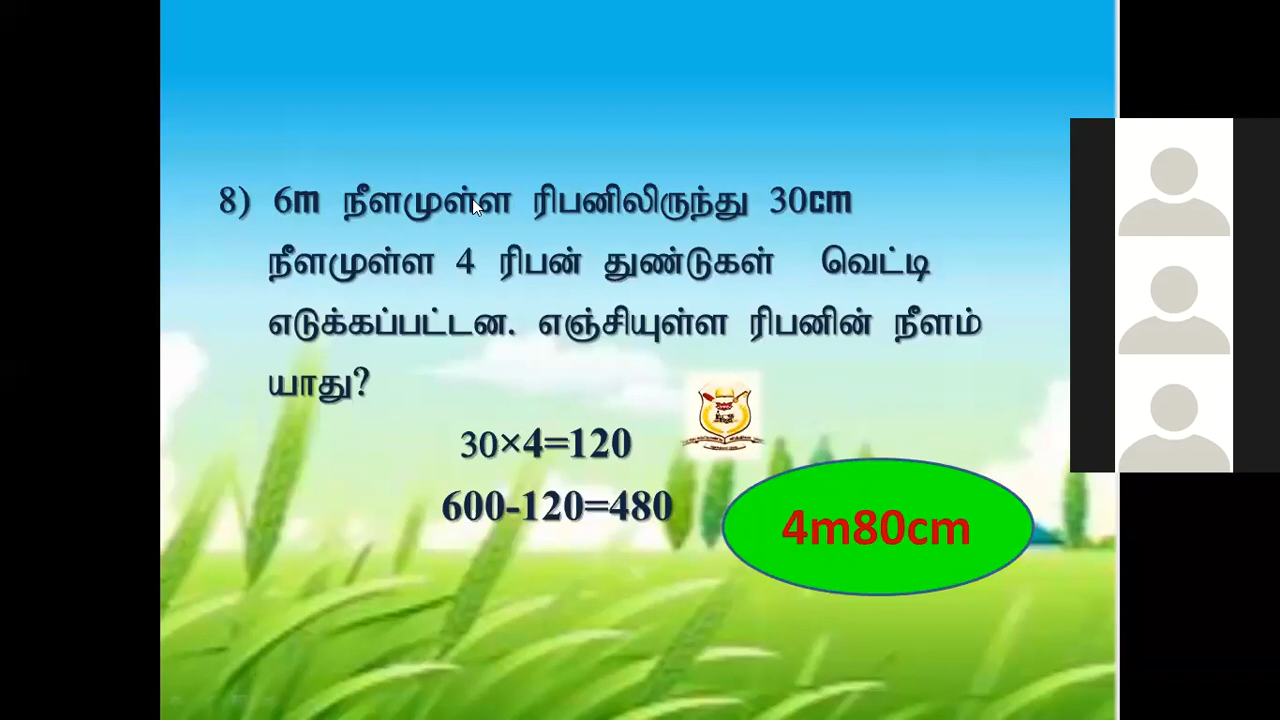 8) 6m நீளமுள்ள ரிபனிலிருந்து 30cm
நீளமுள்ள 4 ரிபன் துண்டுகள் வெட்டி
எடுக்கப்பட்டன. எஞ்சியுள்ள ரிபனின் நீளம்
யாது?
30×4=120
600-120=480
4m80cm